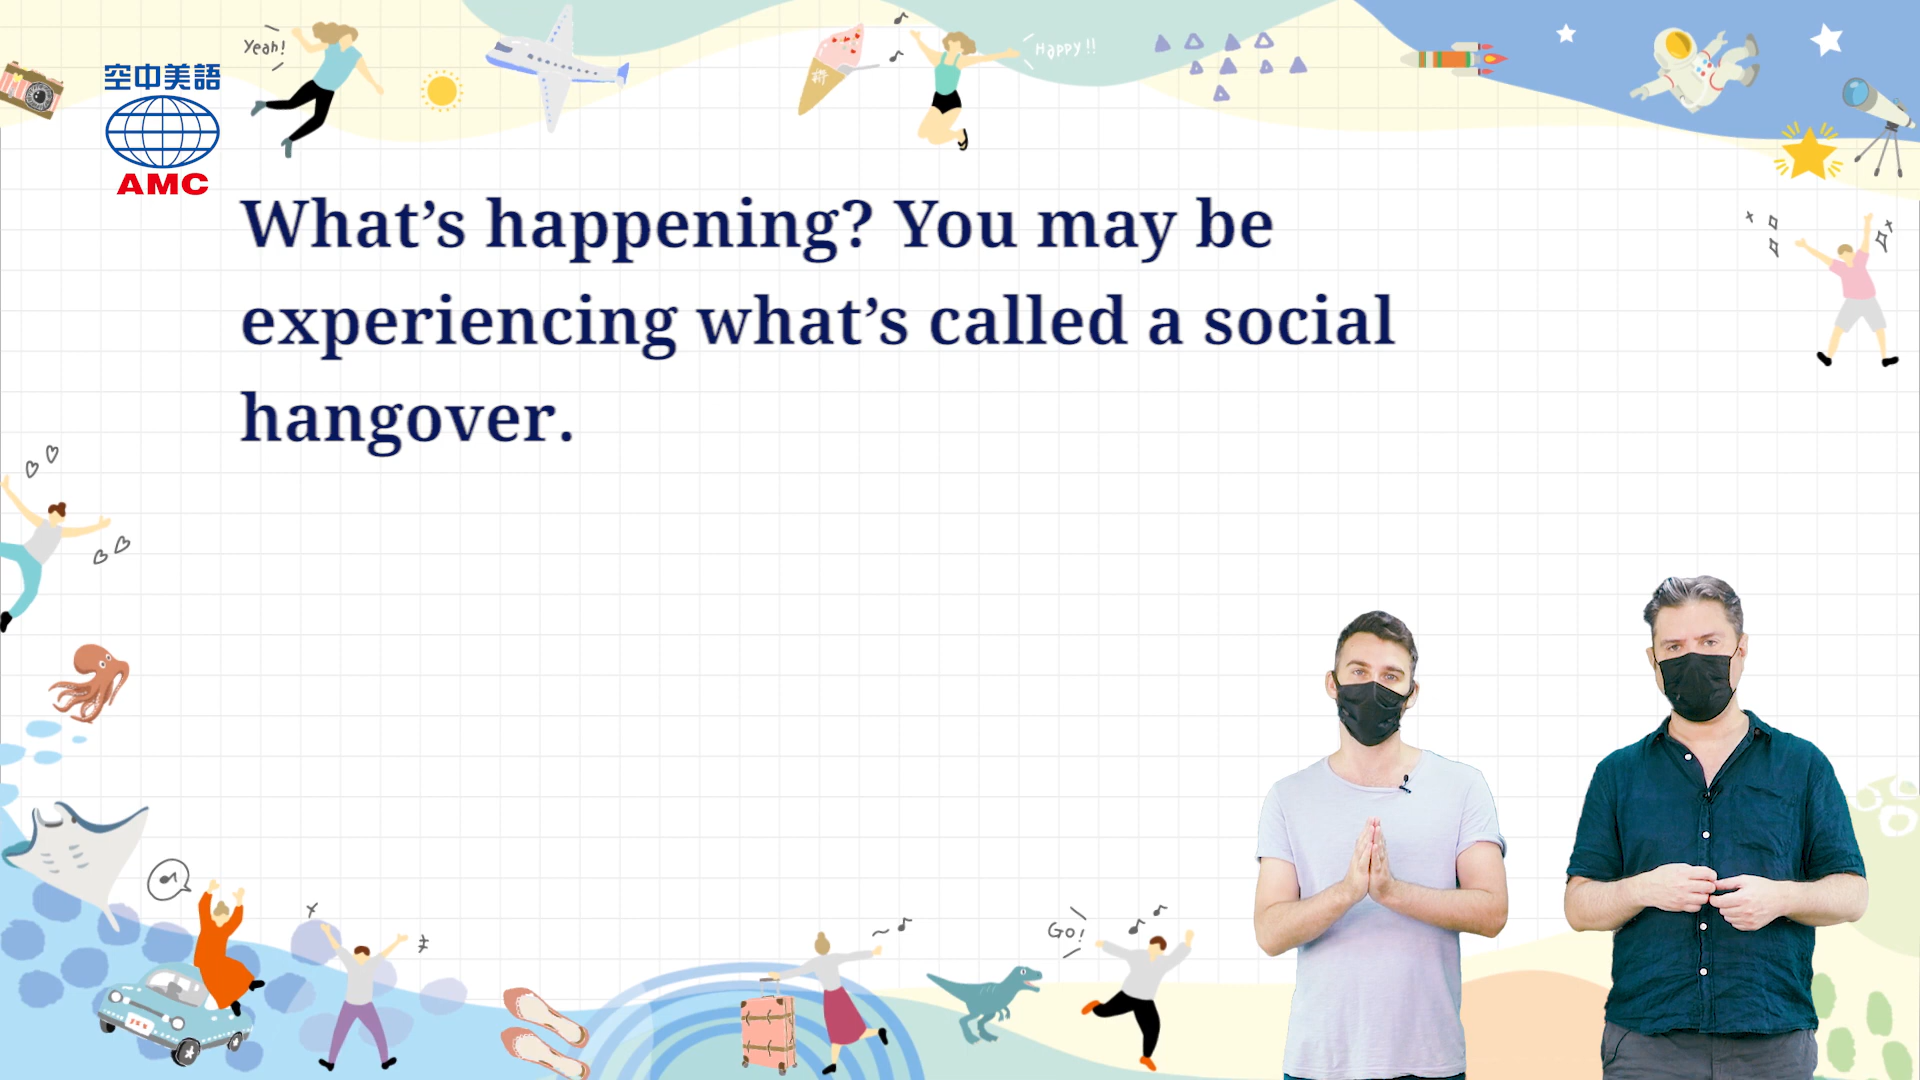 Yeah!
Happy!!
空中美語
AMC
What's happening? You may be
experiencing what's called a social
hangover.
Go!